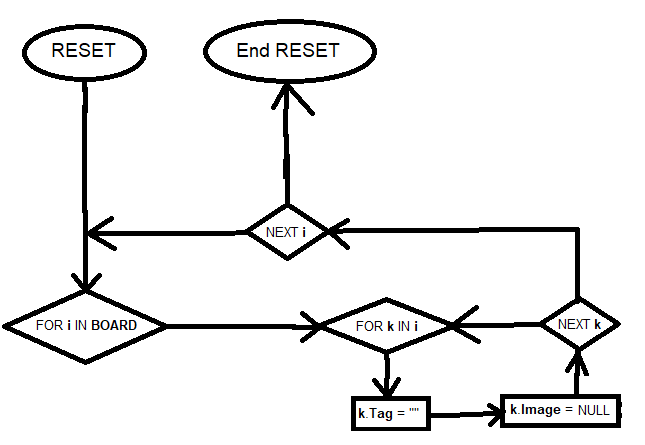 RESET
End RESET
NEXT i
FOR i IN BOARD
FOR k IN i
NEXT k
k.Tag = ""
k.Image = NULL